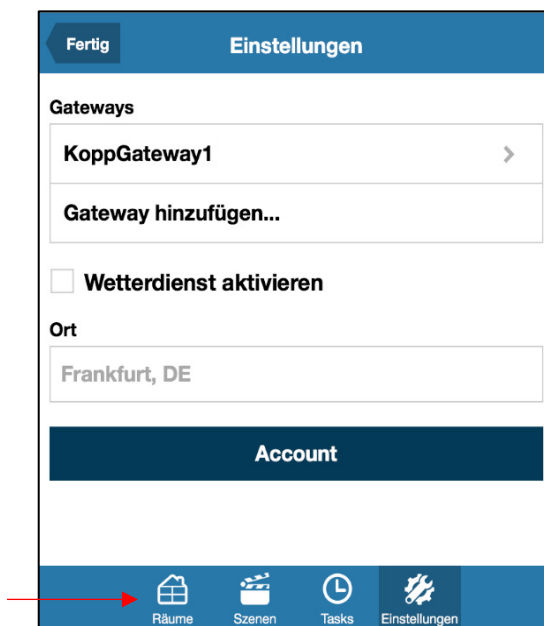 Fertig
Einstellungen
Gateways
KoppGateway1
Gateway hinzufügen...
Wetterdienst aktivieren
Ort
Frankfurt, DE
Account
Räume
Szenen
Tasks
Einstellungen